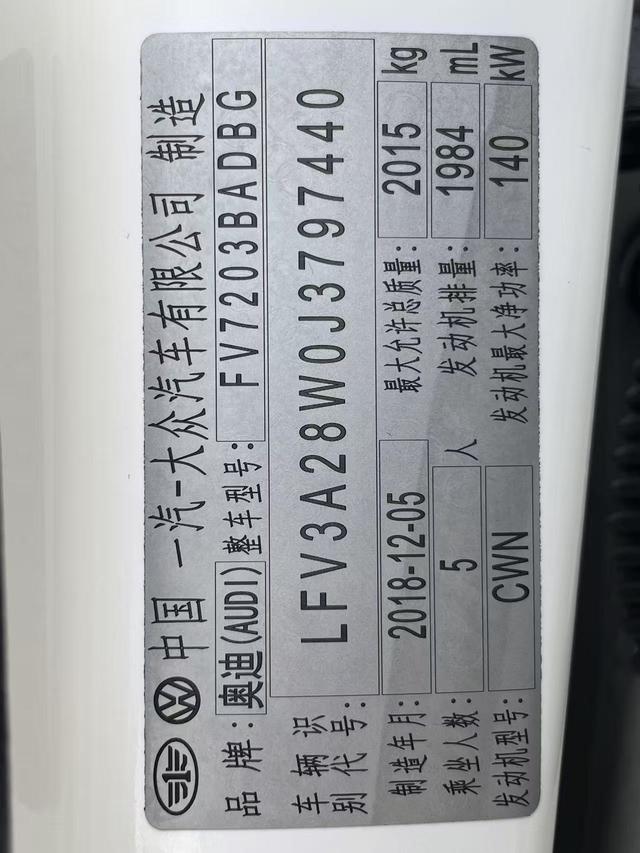 中国 一汽-大众汽车有限公司 制造
品牌:奥迪(AUDI) 整车型号:FV7203BADBG
车辆识别代号:LFV3A28W0J3797440
制造年月:2018-12-05 最大允许总质量:2015 kg
乘坐人数:5 人 发动机排量:1984 mL
发动机型号:CWN 发动机最大净功率:140 kW